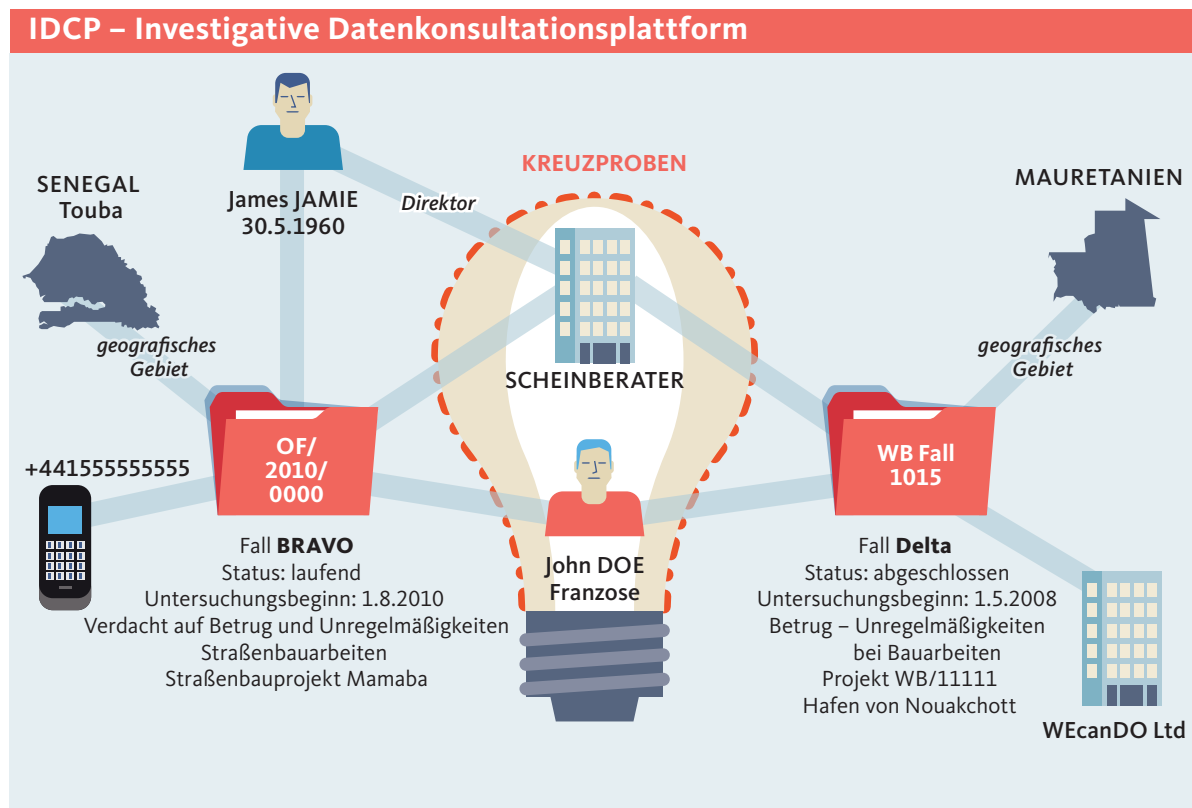 IDCP – Investigative Datenkonsultationsplattform
KREUZPROBEN
SENEGAL
Touba
James JAMIE
30.5.1960
Direktor
MAURETANIEN
geografisches
Gebiet
geografisches
Gebiet
SCHEINBERATER
+441555555555
OF/
2010/
0000
WB Fall
1015
Fall BRAVO
Status: laufend
Untersuchungsbeginn: 1.8.2010
Verdacht auf Betrug und Unregelmäßigkeiten
Straßenbauarbeiten
Straßenbauprojekt Mamaba
John DOE
Franzose
Fall Delta
Status: abgeschlossen
Untersuchungsbeginn: 1.5.2008
Betrug – Unregelmäßigkeiten
bei Bauarbeiten
Projekt WB/11111
Hafen von Nouakchott
WEcanDO Ltd